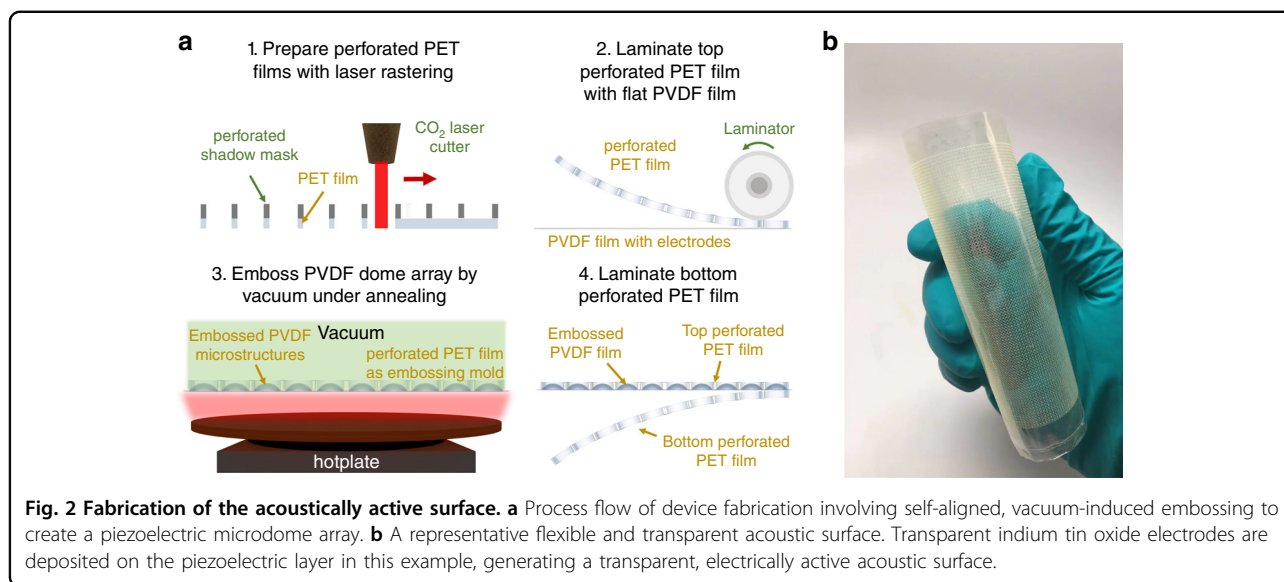 a
1. Prepare perforated PET
films with laser rastering
perforated
shadow mask
PET film
CO₂ laser
cutter
2. Laminate top
perforated PET film
with flat PVDF film
Laminator
perforated
PET film
PVDF film with electrodes
3. Emboss PVDF dome array by
vacuum under annealing
Embossed PVDF
microstructures
Vacuum
perforated PET film
as embossing mold
hotplate
4. Laminate bottom
perforated PET film
Embossed
PVDF film
Top perforated
PET film
Bottom perforated
PET film
b
Fig. 2 Fabrication of the acoustically active surface. a Process flow of device fabrication involving self-aligned, vacuum-induced embossing to
create a piezoelectric microdome array. b A representative flexible and transparent acoustic surface. Transparent indium tin oxide electrodes are
deposited on the piezoelectric layer in this example, generating a transparent, electrically active acoustic surface.